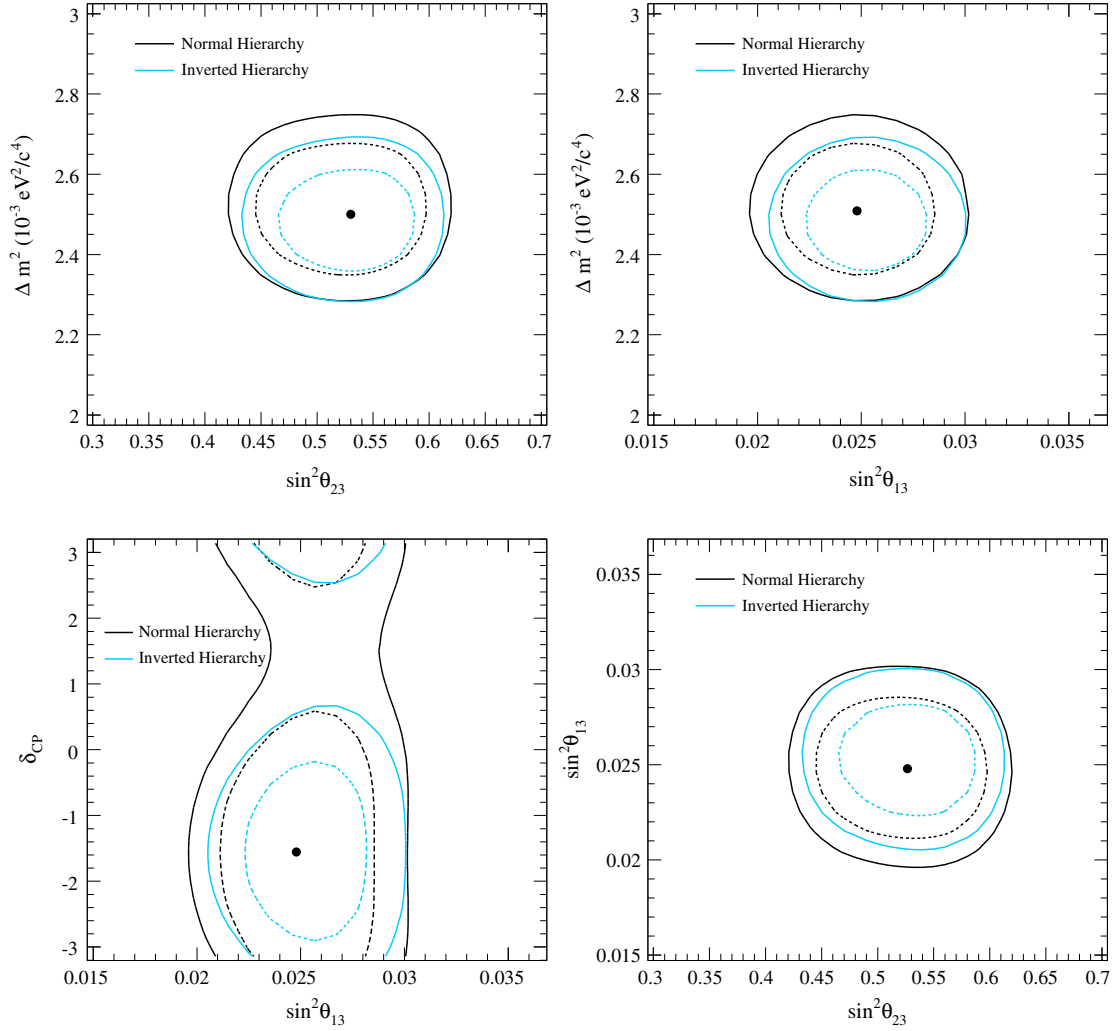 3
2.8
2.6
2.4
2.2
2
Δ m² (10⁻³ eV²/c⁴)
Normal Hierarchy
Inverted Hierarchy
0.3 0.35 0.4 0.45 0.5 0.55 0.6 0.65 0.7
sin²θ₂₃
3
2.8
2.6
2.4
2.2
2
Δ m² (10⁻³ eV²/c⁴)
Normal Hierarchy
Inverted Hierarchy
0.015 0.02 0.025 0.03 0.035
sin²θ₁₃
3
2
1
0
-1
-2
-3
δCP
Normal Hierarchy
Inverted Hierarchy
0.015 0.02 0.025 0.03 0.035
sin²θ₁₃
0.035
0.03
0.025
0.02
0.015
sin²θ₁₃
Normal Hierarchy
Inverted Hierarchy
0.3 0.35 0.4 0.45 0.5 0.55 0.6 0.65 0.7
sin²θ₂₃